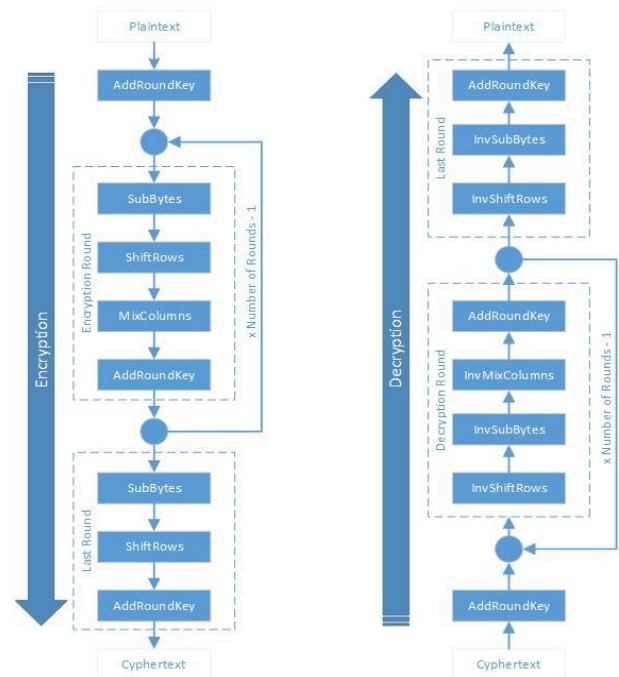 Plaintext
AddRoundKey
SubBytes
ShiftRows
MixColumns
AddRoundKey
Encryption Round
x Number of Rounds - 1
Encryption
SubBytes
ShiftRows
AddRoundKey
Last Round
Cyphertext
Plaintext
AddRoundKey
InvSubBytes
InvShiftRows
Last Round
AddRoundKey
InvMixColumns
InvSubBytes
InvShiftRows
Decryption Round
x Number of Rounds - 1
Decryption
AddRoundKey
Cyphertext